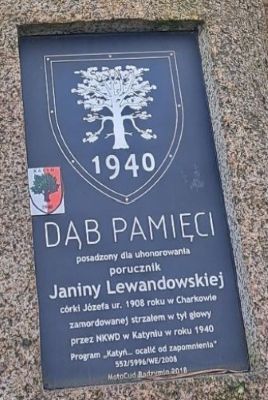 1940
KATYŃ
DĄB PAMIĘCI
posadzony dla uhonorowania
porucznik
Janiny Lewandowskiej
córki Józefa ur. 1908 roku w Charkowie
zamordowanej strzałem w tył głowy
przez NKWD w Katyniu w roku 1940
Program „Katyń... ocalić od zapomnienia"
552/5996/WE/2008
MotoCud Radzymin 2018